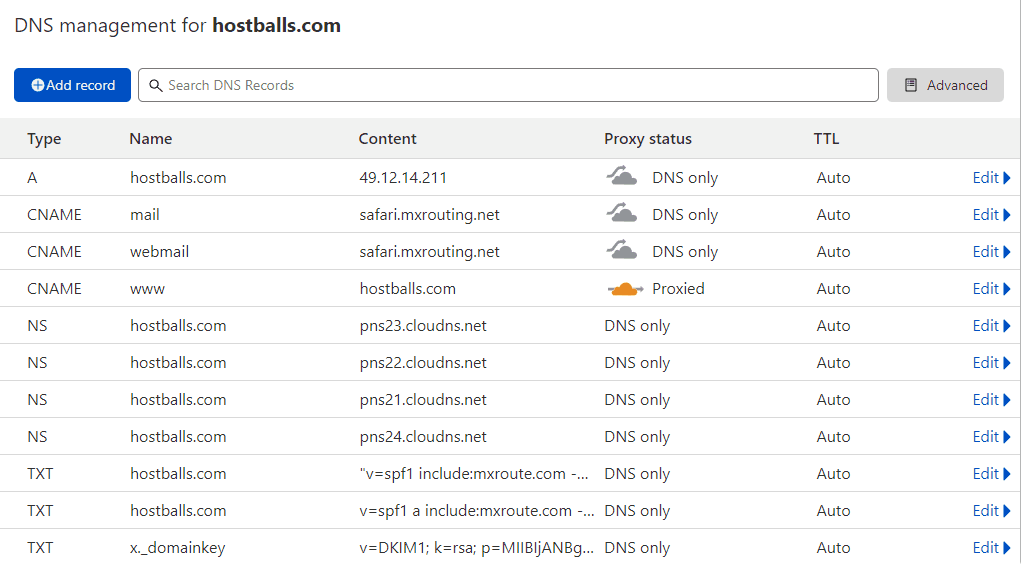 DNS management for hostballs.com
Add record Search DNS Records Advanced
Type Name Content Proxy status TTL
A hostballs.com 49.12.14.211 DNS only Auto Edit
CNAME mail safari.mxrouting.net DNS only Auto Edit
CNAME webmail safari.mxrouting.net DNS only Auto Edit
CNAME www hostballs.com Proxied Auto Edit
NS hostballs.com pns23.cloudns.net DNS only Auto Edit
NS hostballs.com pns22.cloudns.net DNS only Auto Edit
NS hostballs.com pns21.cloudns.net DNS only Auto Edit
NS hostballs.com pns24.cloudns.net DNS only Auto Edit
TXT hostballs.com "v=spf1 include:mxroute.com -... DNS only Auto Edit
TXT hostballs.com v=spf1 a include:mxroute.com -... DNS only Auto Edit
TXT x._domainkey v=DKIM1; k=rsa; p=MIIBIjANBg... DNS only Auto Edit